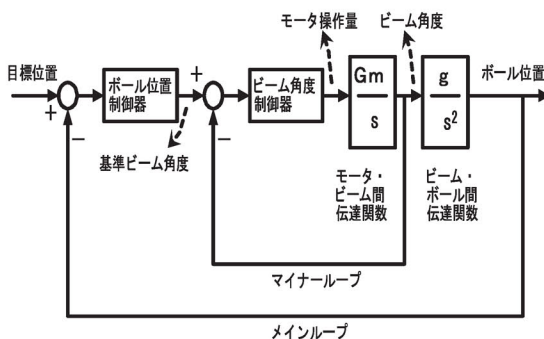 モータ操作量
ビーム角度
目標位置
+
−
ボール位置
制御器
基準ビーム角度
+
−
ビーム角度
制御器
Gm
s
g
s²
ボール位置
モータ・
ビーム間
伝達関数
ビーム・
ボール間
伝達関数
マイナーループ
メインループ